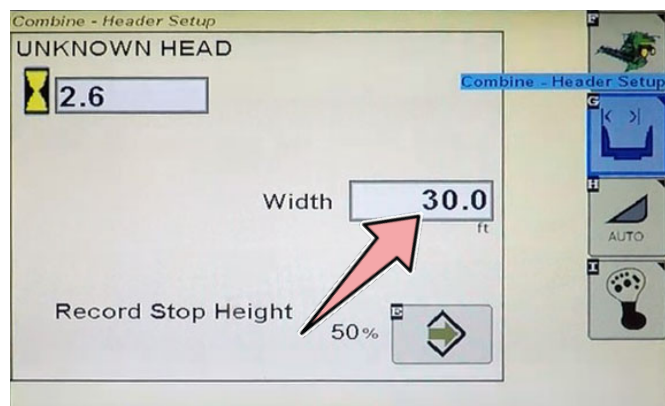 Combine - Header Setup
UNKNOWN HEAD
2.6
Combine - Header Setup
Width 30.0
ft
Record Stop Height
50%
F
G
H
AUTO
I
E